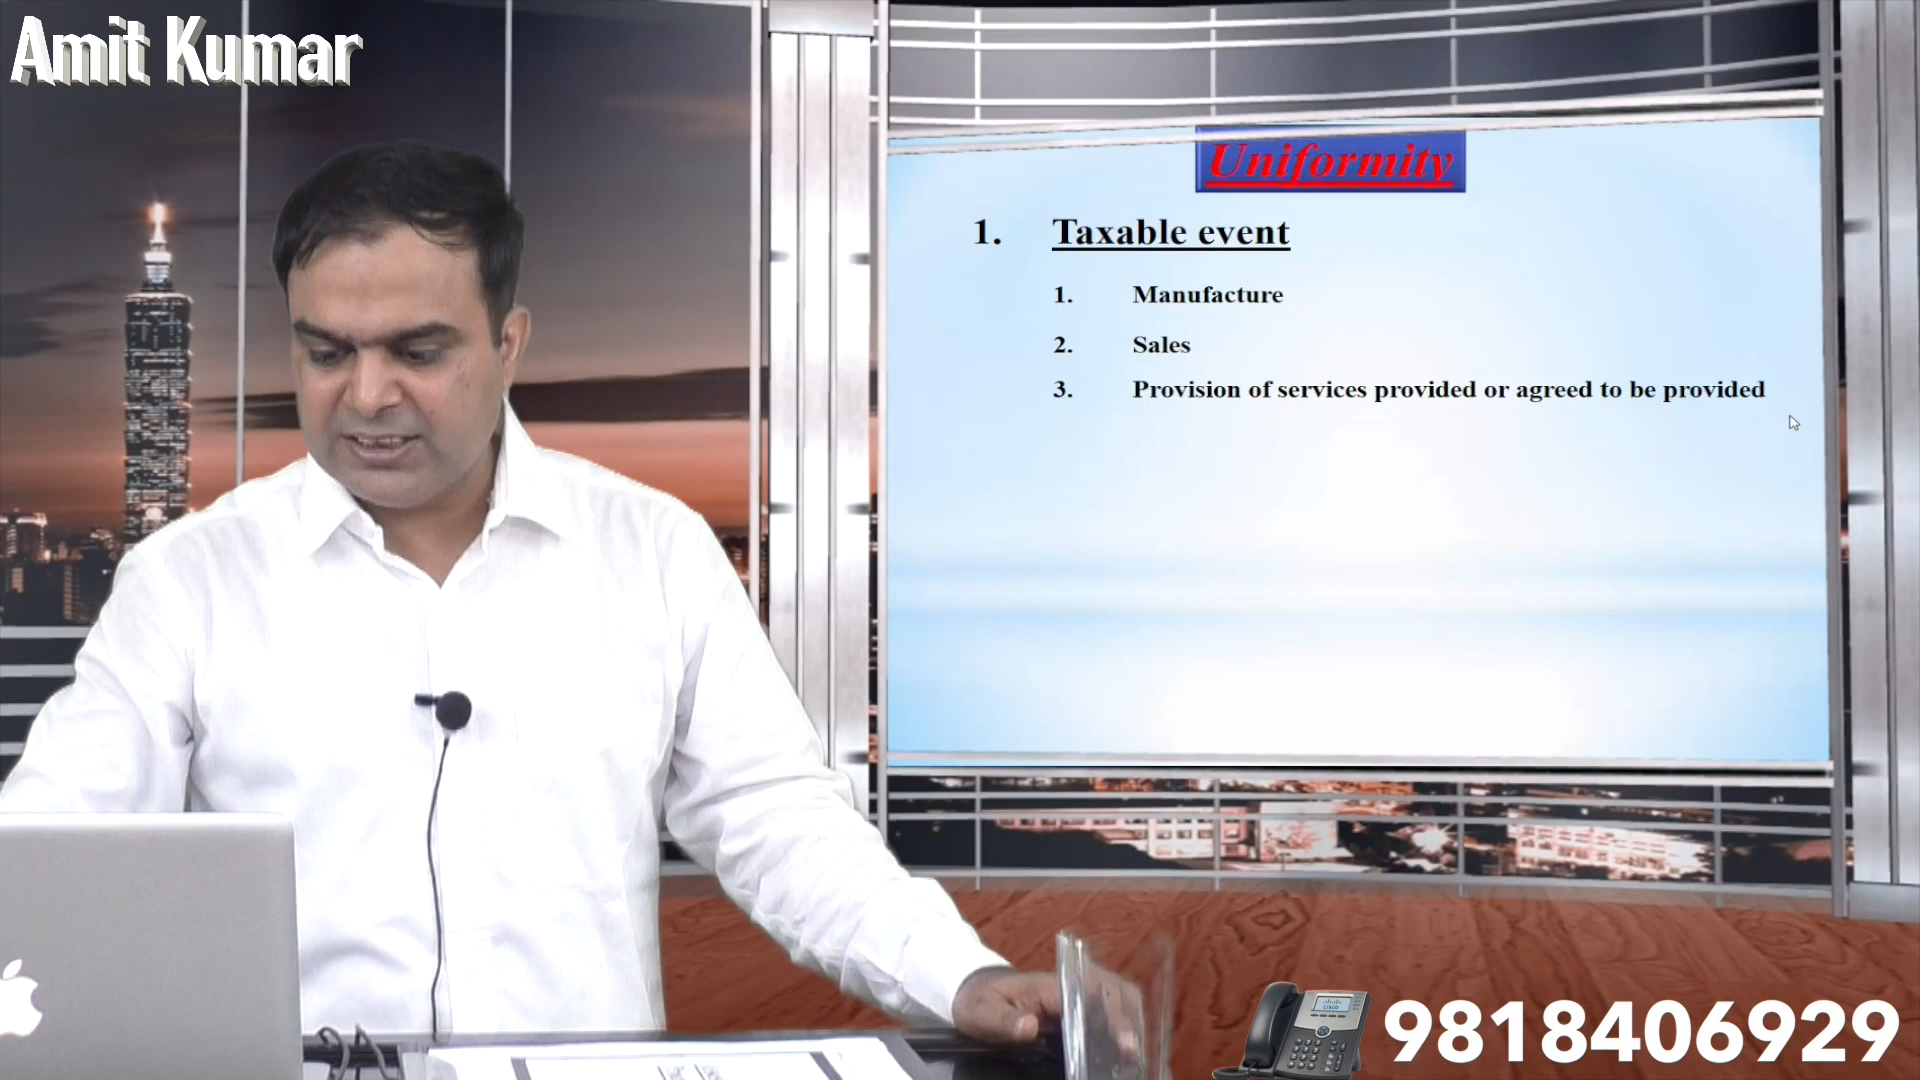 Amit Kumar
Uniformity
1. Taxable event
1. Manufacture
2. Sales
3. Provision of services provided or agreed to be provided
9818406929